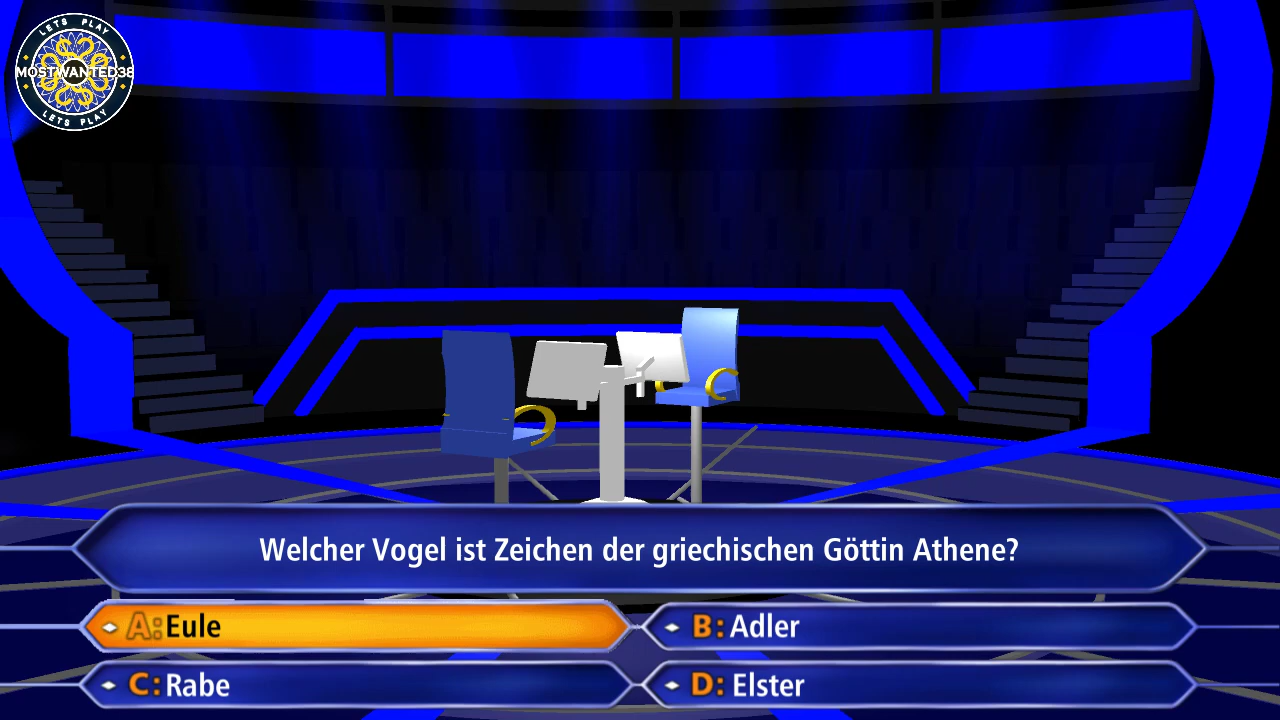 LETS PLAY
MOSTWANTED38
LETS PLAY
Welcher Vogel ist Zeichen der griechischen Göttin Athene?
A: Eule
B: Adler
C: Rabe
D: Elster